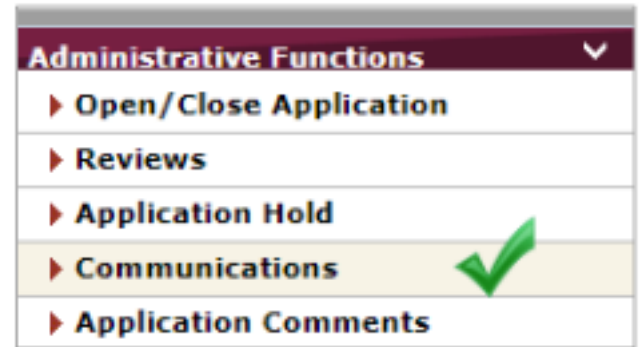 Administrative Functions
Open/Close Application
Reviews
Application Hold
Communications
Application Comments